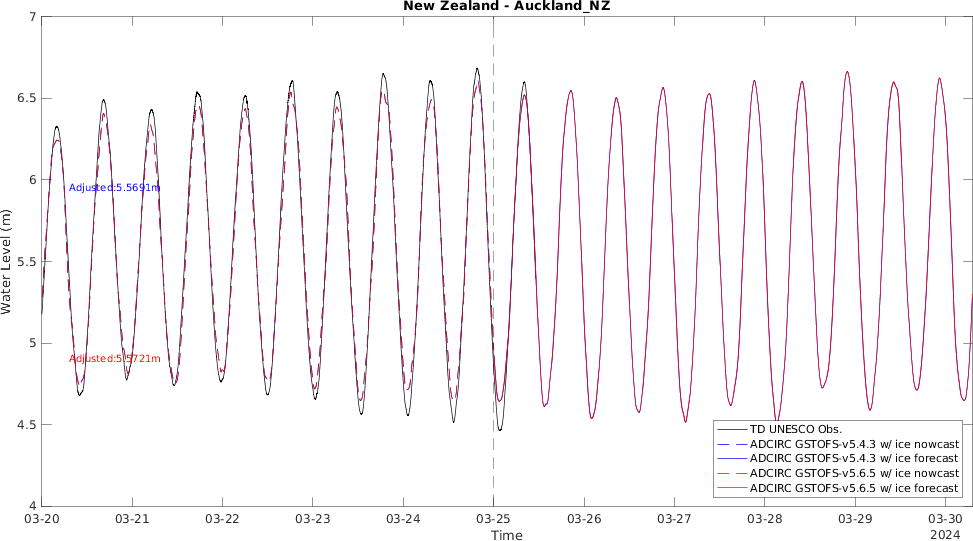 New Zealand - Auckland_NZ
7
6.5
6
5.5
5
4.5
4
Water Level (m)
Adjusted:5.5691m
Adjusted:5.5721m
TD UNESCO Obs.
ADCIRC GSTOFS-v5.4.3 w/ ice nowcast
ADCIRC GSTOFS-v5.4.3 w/ ice forecast
ADCIRC GSTOFS-v5.6.5 w/ ice nowcast
ADCIRC GSTOFS-v5.6.5 w/ ice forecast
03-20 03-21 03-22 03-23 03-24 03-25 03-26 03-27 03-28 03-29 03-30
2024
Time